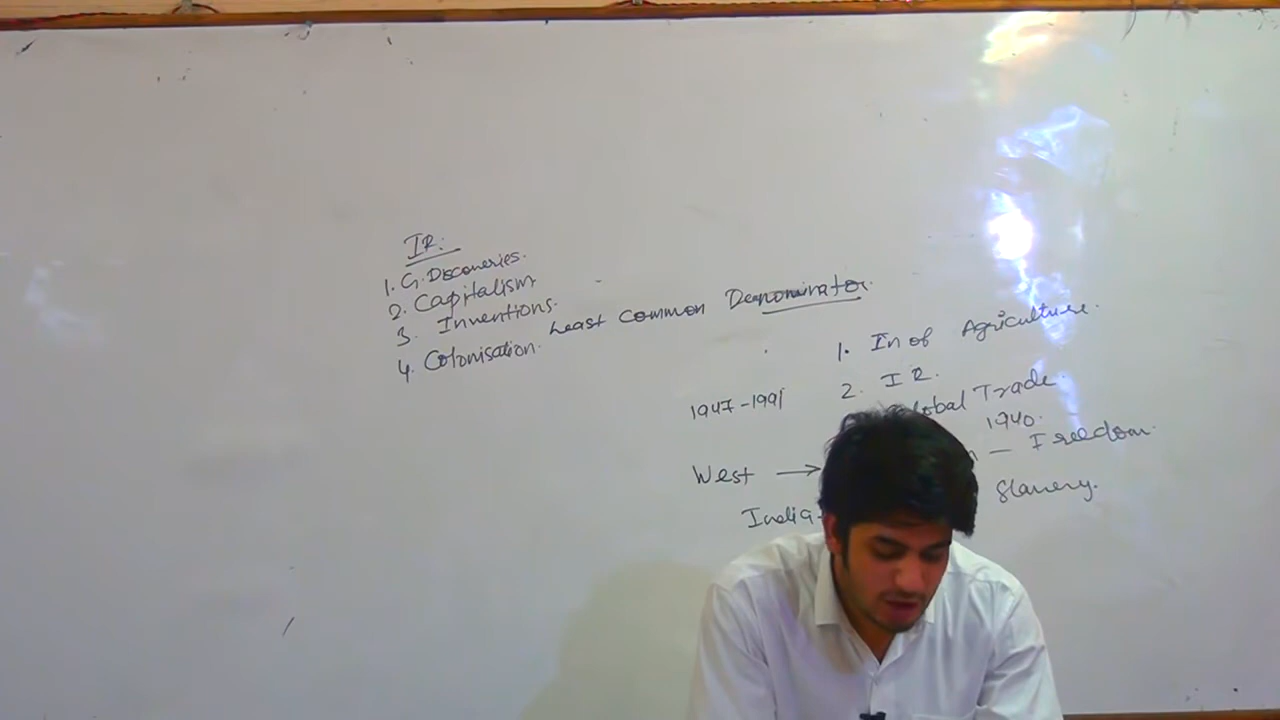 IR:
1. G. Discoveries.
2. Capitalism
3. Inventions.
4. Colonisation.
Least Common Denominator.
1. In of Agriculture.
2. I R.
Global Trade.
1940.
1947-1991
West → — Freedom.
India- Slavery.